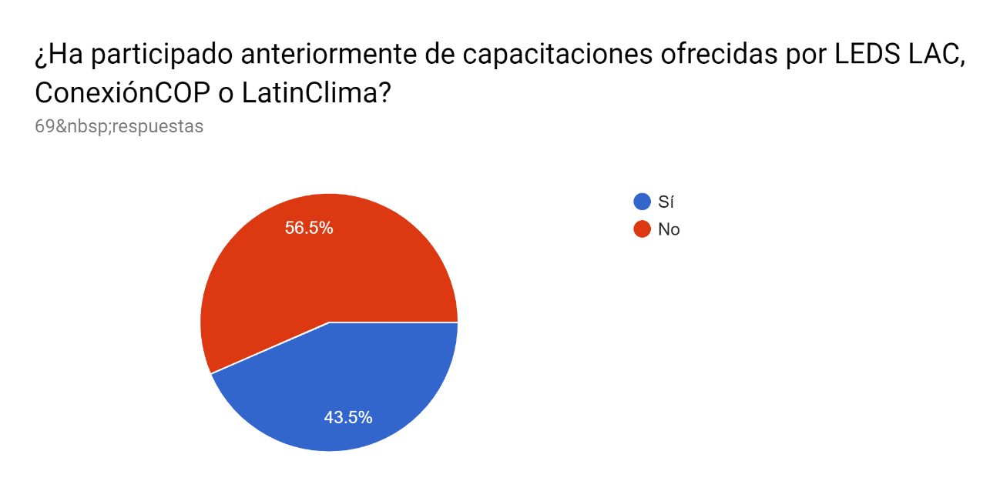 ¿Ha participado anteriormente de capacitaciones ofrecidas por LEDS LAC,
ConexiónCOP o LatinClima?
69&nbsp;respuestas
Sí
No
56.5%
43.5%